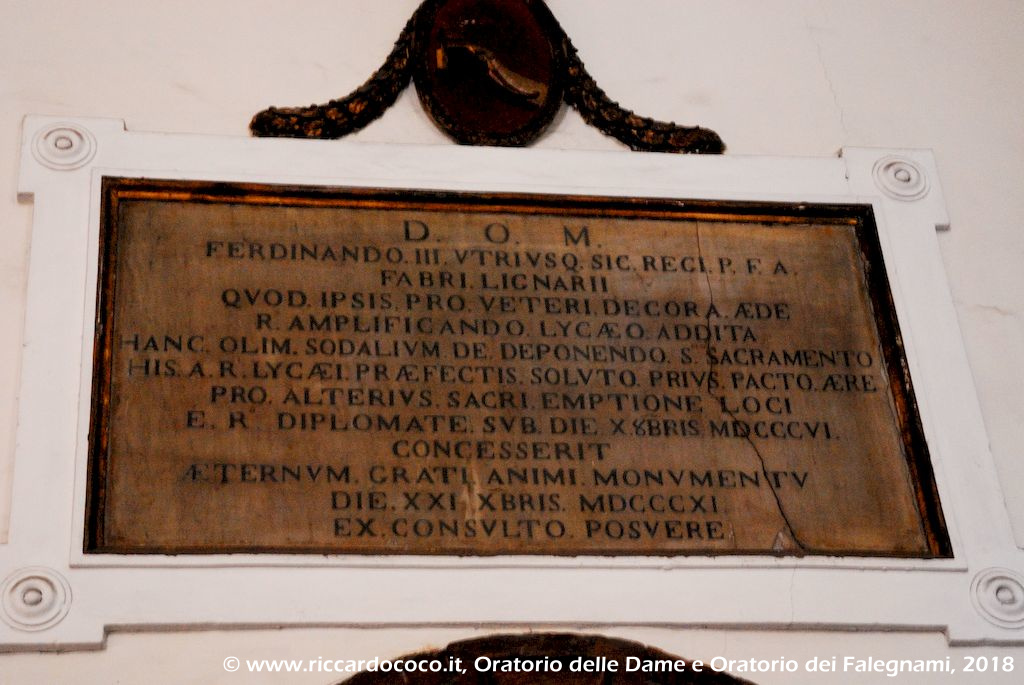 D. O. M.
FERDINANDO. III. VTRIVSQ. SIC. REGI. P. F. A.
FABRI. LIGNARII
QVOD. IPSIS. PRO. VETERI. DECORA. ÆDE
R. AMPLIFICANDO. LYCÆO. ADDITA
HANC. OLIM. SODALIVM. DE. DEPONENDO. S. SACRAMENTO
HIS. A. R. LYCÆI. PRÆFECTIS. SOLVTO. PRIVS. PACTO. ÆRE
PRO. ALTERIVS. SACRI. EMPTIONE LOCI
E. R. DIPLOMATE. SVB. DIE. X 8BRIS. MDCCCVI.
CONCESSERIT
ÆTERNVM. GRATI. ANIMI. MONVMENTV
DIE. XXI. XBRIS. MDCCCXI.
EX. CONSVLTO. POSVERE
© www.riccardococo.it, Oratorio delle Dame e Oratorio dei Falegnami, 2018